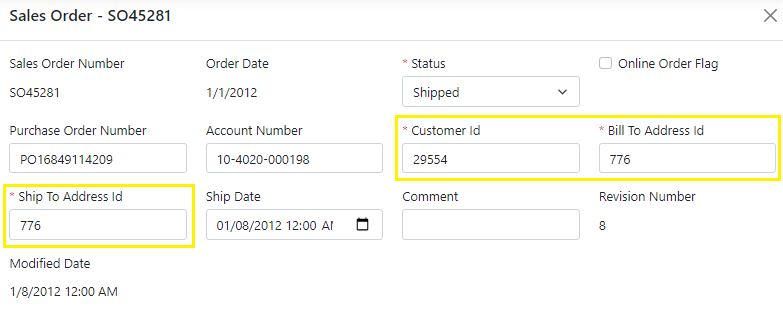 Sales Order - SO45281
Sales Order Number
Order Date
* Status
Online Order Flag
SO45281
1/1/2012
Shipped
Purchase Order Number
Account Number
* Customer Id
* Bill To Address Id
PO16849114209
10-4020-000198
29554
776
* Ship To Address Id
Ship Date
Comment
Revision Number
776
01/08/2012 12:00 AM
8
Modified Date
1/8/2012 12:00 AM